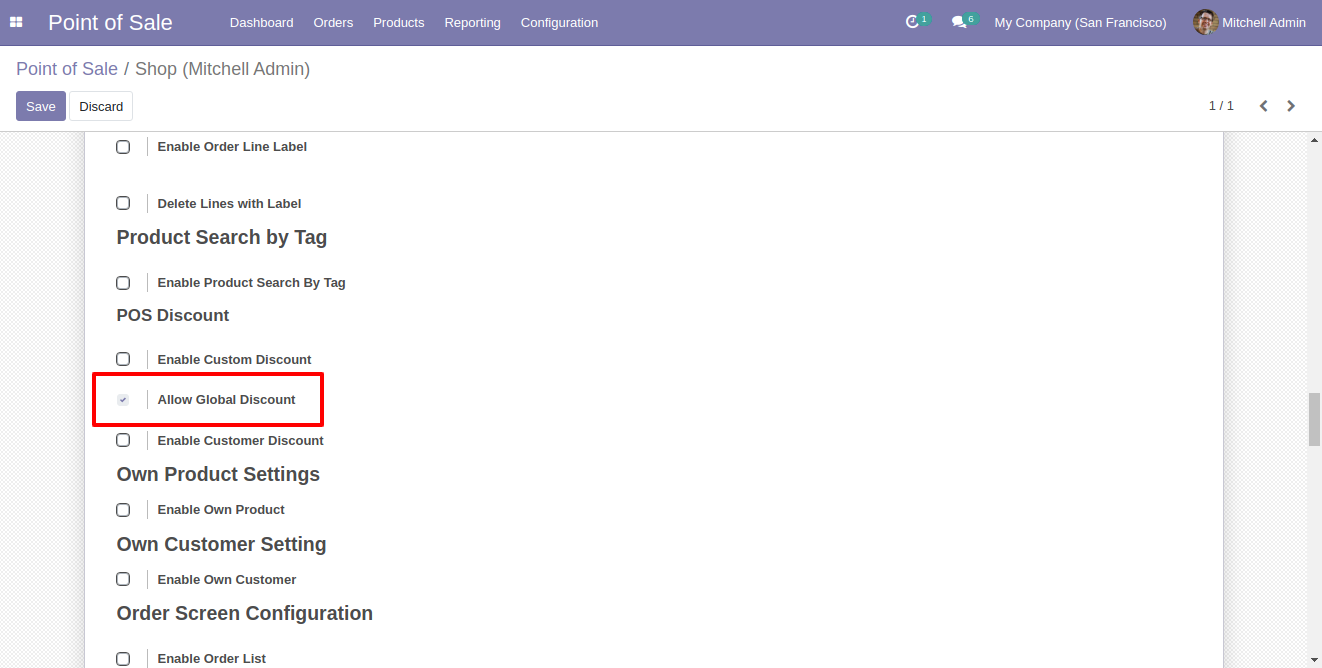 Point of Sale
Dashboard Orders Products Reporting Configuration
1 6 My Company (San Francisco) Mitchell Admin
Point of Sale / Shop (Mitchell Admin)
Save Discard
1 / 1
Enable Order Line Label
Delete Lines with Label
Product Search by Tag
Enable Product Search By Tag
POS Discount
Enable Custom Discount
Allow Global Discount
Enable Customer Discount
Own Product Settings
Enable Own Product
Own Customer Setting
Enable Own Customer
Order Screen Configuration
Enable Order List